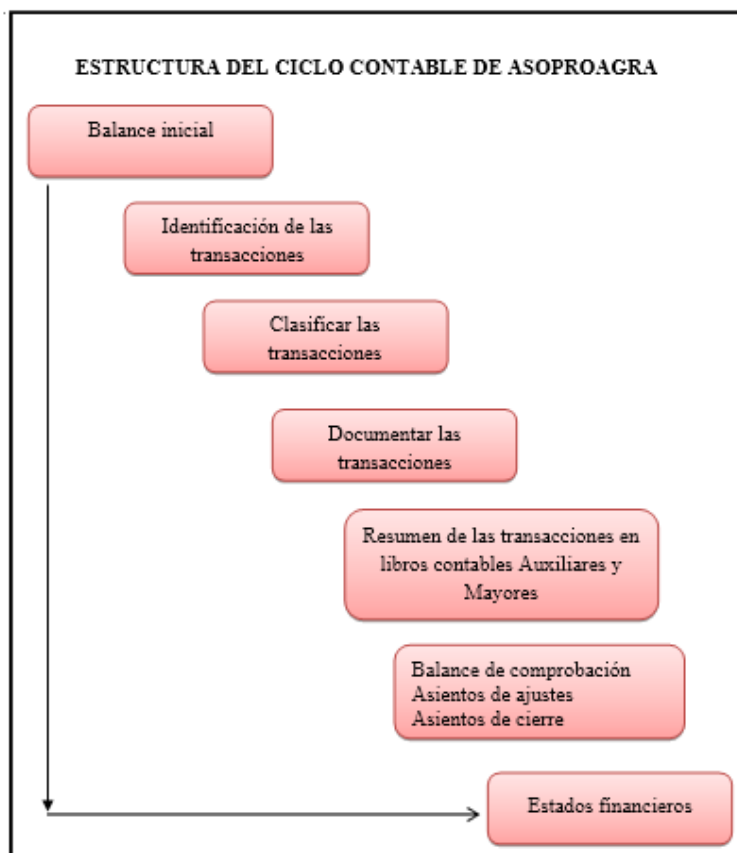 ESTRUCTURA DEL CICLO CONTABLE DE ASOPROAGRA
Balance inicial
Identificación de las
transacciones
Clasificar las
transacciones
Documentar las
transacciones
Resumen de las transacciones en
libros contables Auxiliares y
Mayores
Balance de comprobación
Asientos de ajustes
Asientos de cierre
Estados financieros